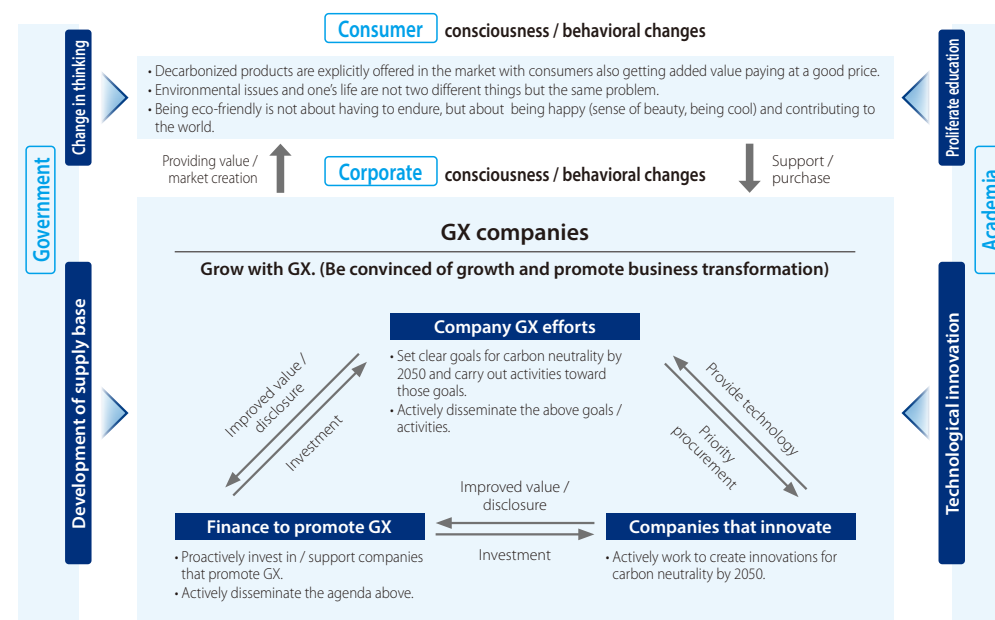 Consumer consciousness / behavioral changes
Government
Change in thinking
Development of supply base
Proliferate education
Technological innovation
Academia
• Decarbonized products are explicitly offered in the market with consumers also getting added value paying at a good price.
• Environmental issues and one's life are not two different things but the same problem.
• Being eco-friendly is not about having to endure, but about being happy (sense of beauty, being cool) and contributing to
the world.
Providing value /
market creation
Corporate consciousness / behavioral changes
Support /
purchase
GX companies
Grow with GX. (Be convinced of growth and promote business transformation)
Company GX efforts
• Set clear goals for carbon neutrality by
2050 and carry out activities toward
those goals.
• Actively disseminate the above goals /
activities.
Improved value /
disclosure
Investment
Provide technology
Priority
procurement
Improved value /
disclosure
Investment
Finance to promote GX
• Proactively invest in / support companies
that promote GX.
• Actively disseminate the agenda above.
Companies that innovate
• Actively work to create innovations for
carbon neutrality by 2050.